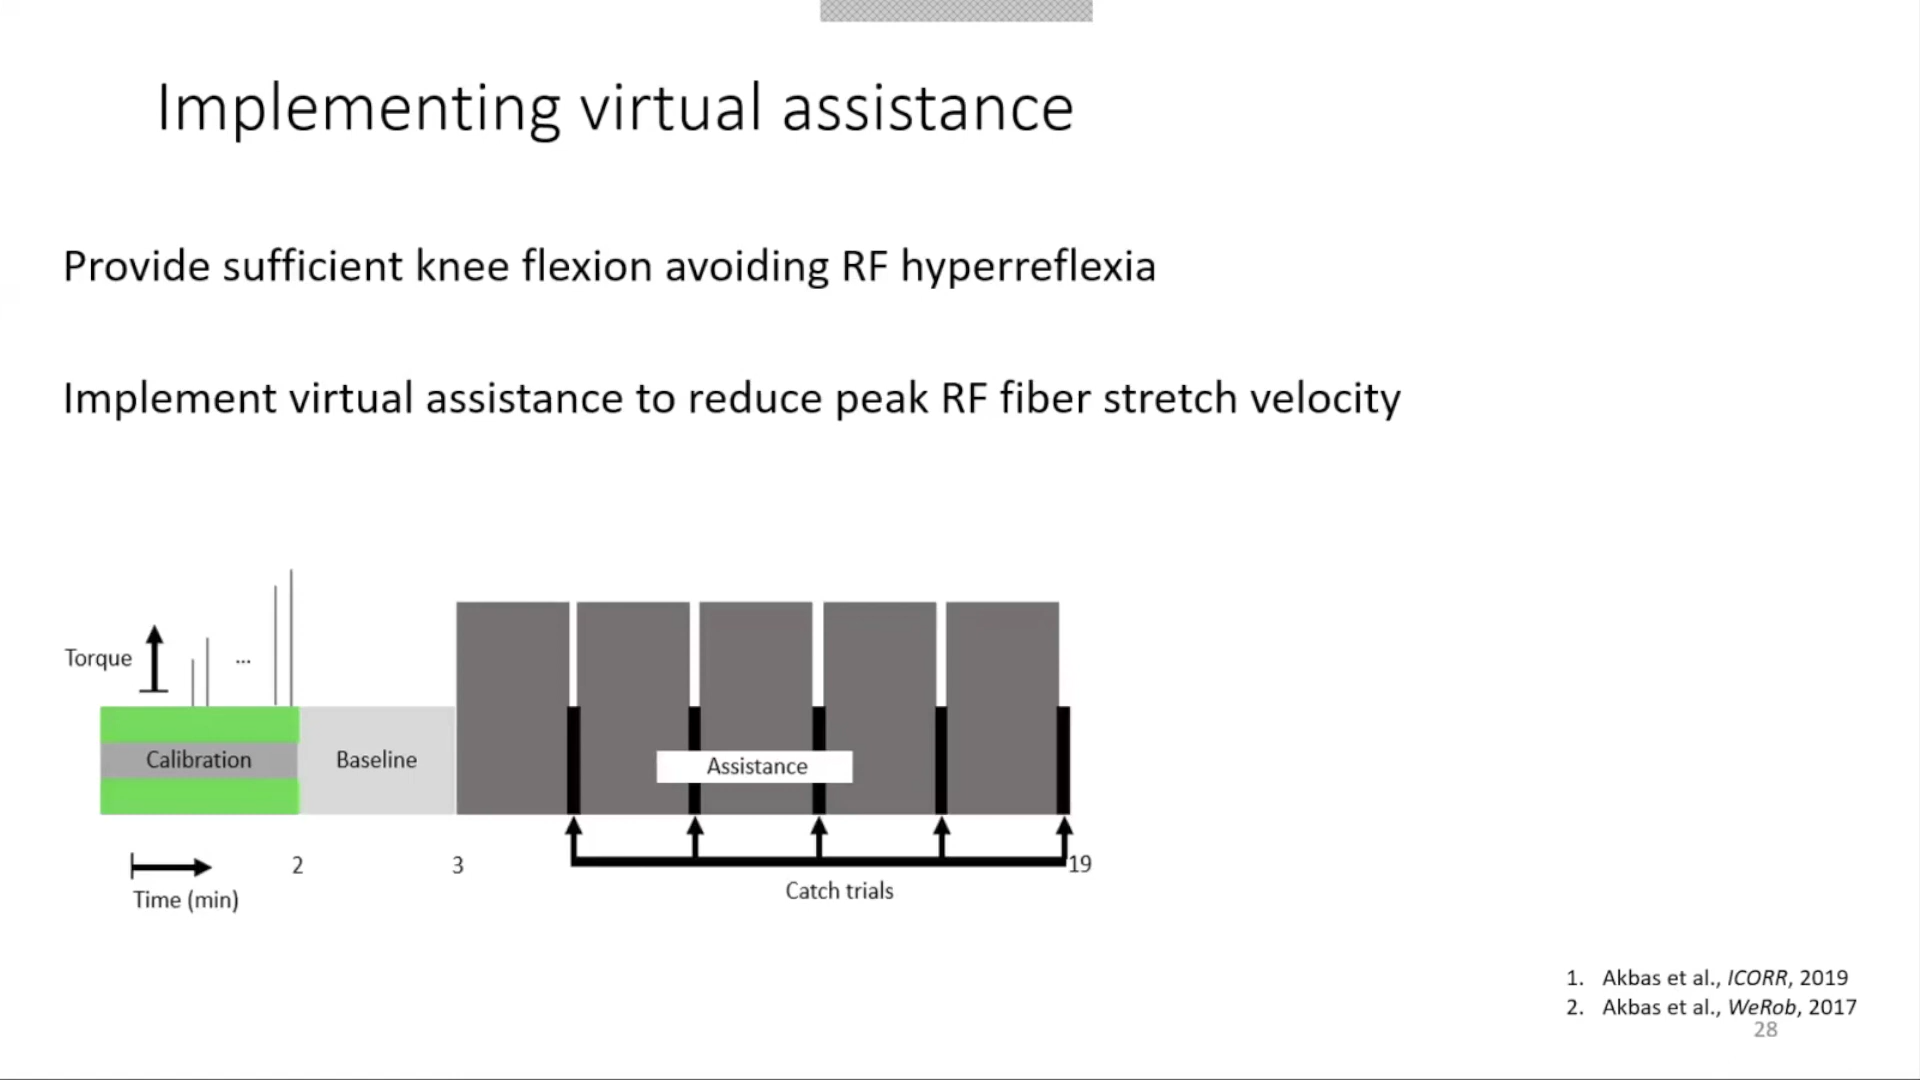 Implementing virtual assistance
Provide sufficient knee flexion avoiding RF hyperreflexia
Implement virtual assistance to reduce peak RF fiber stretch velocity
Torque
...
Calibration
Baseline
Assistance
2
3
19
Time (min)
Catch trials
1. Akbas et al., ICORR, 2019
2. Akbas et al., WeRob, 2017
28